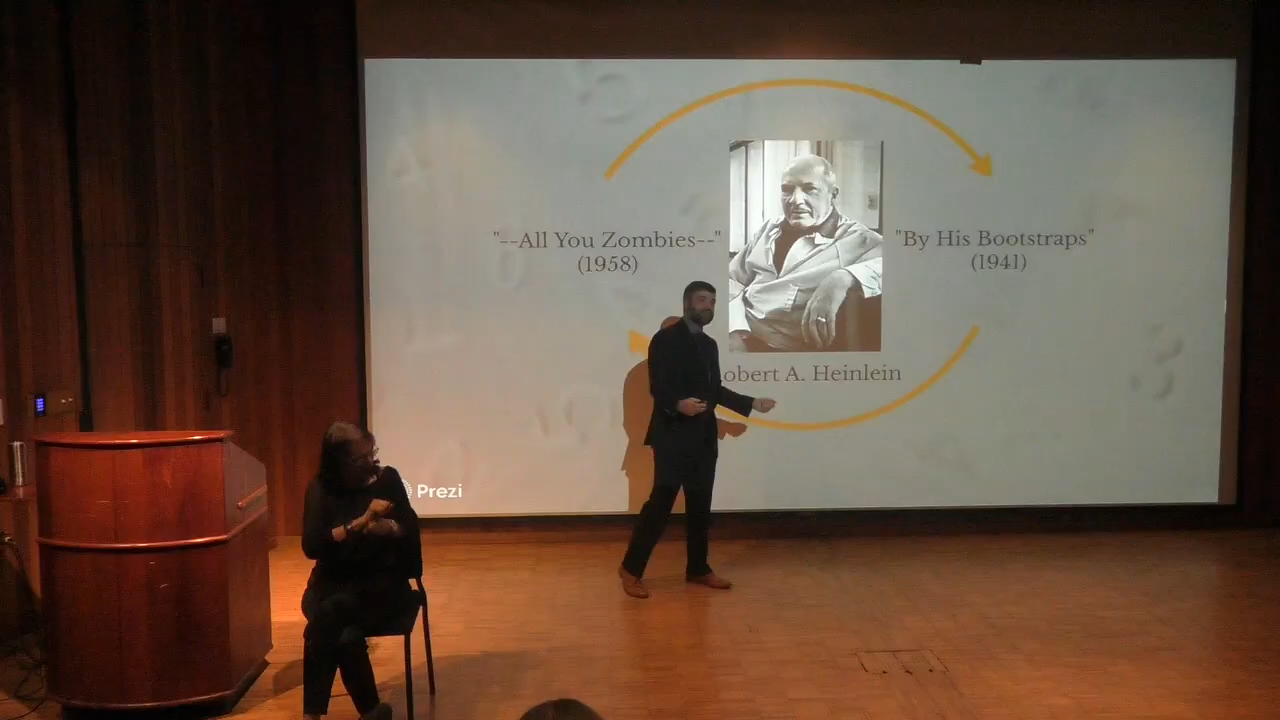 "--All You Zombies--"
(1958)
"By His Bootstraps"
(1941)
obert A. Heinlein
Prezi